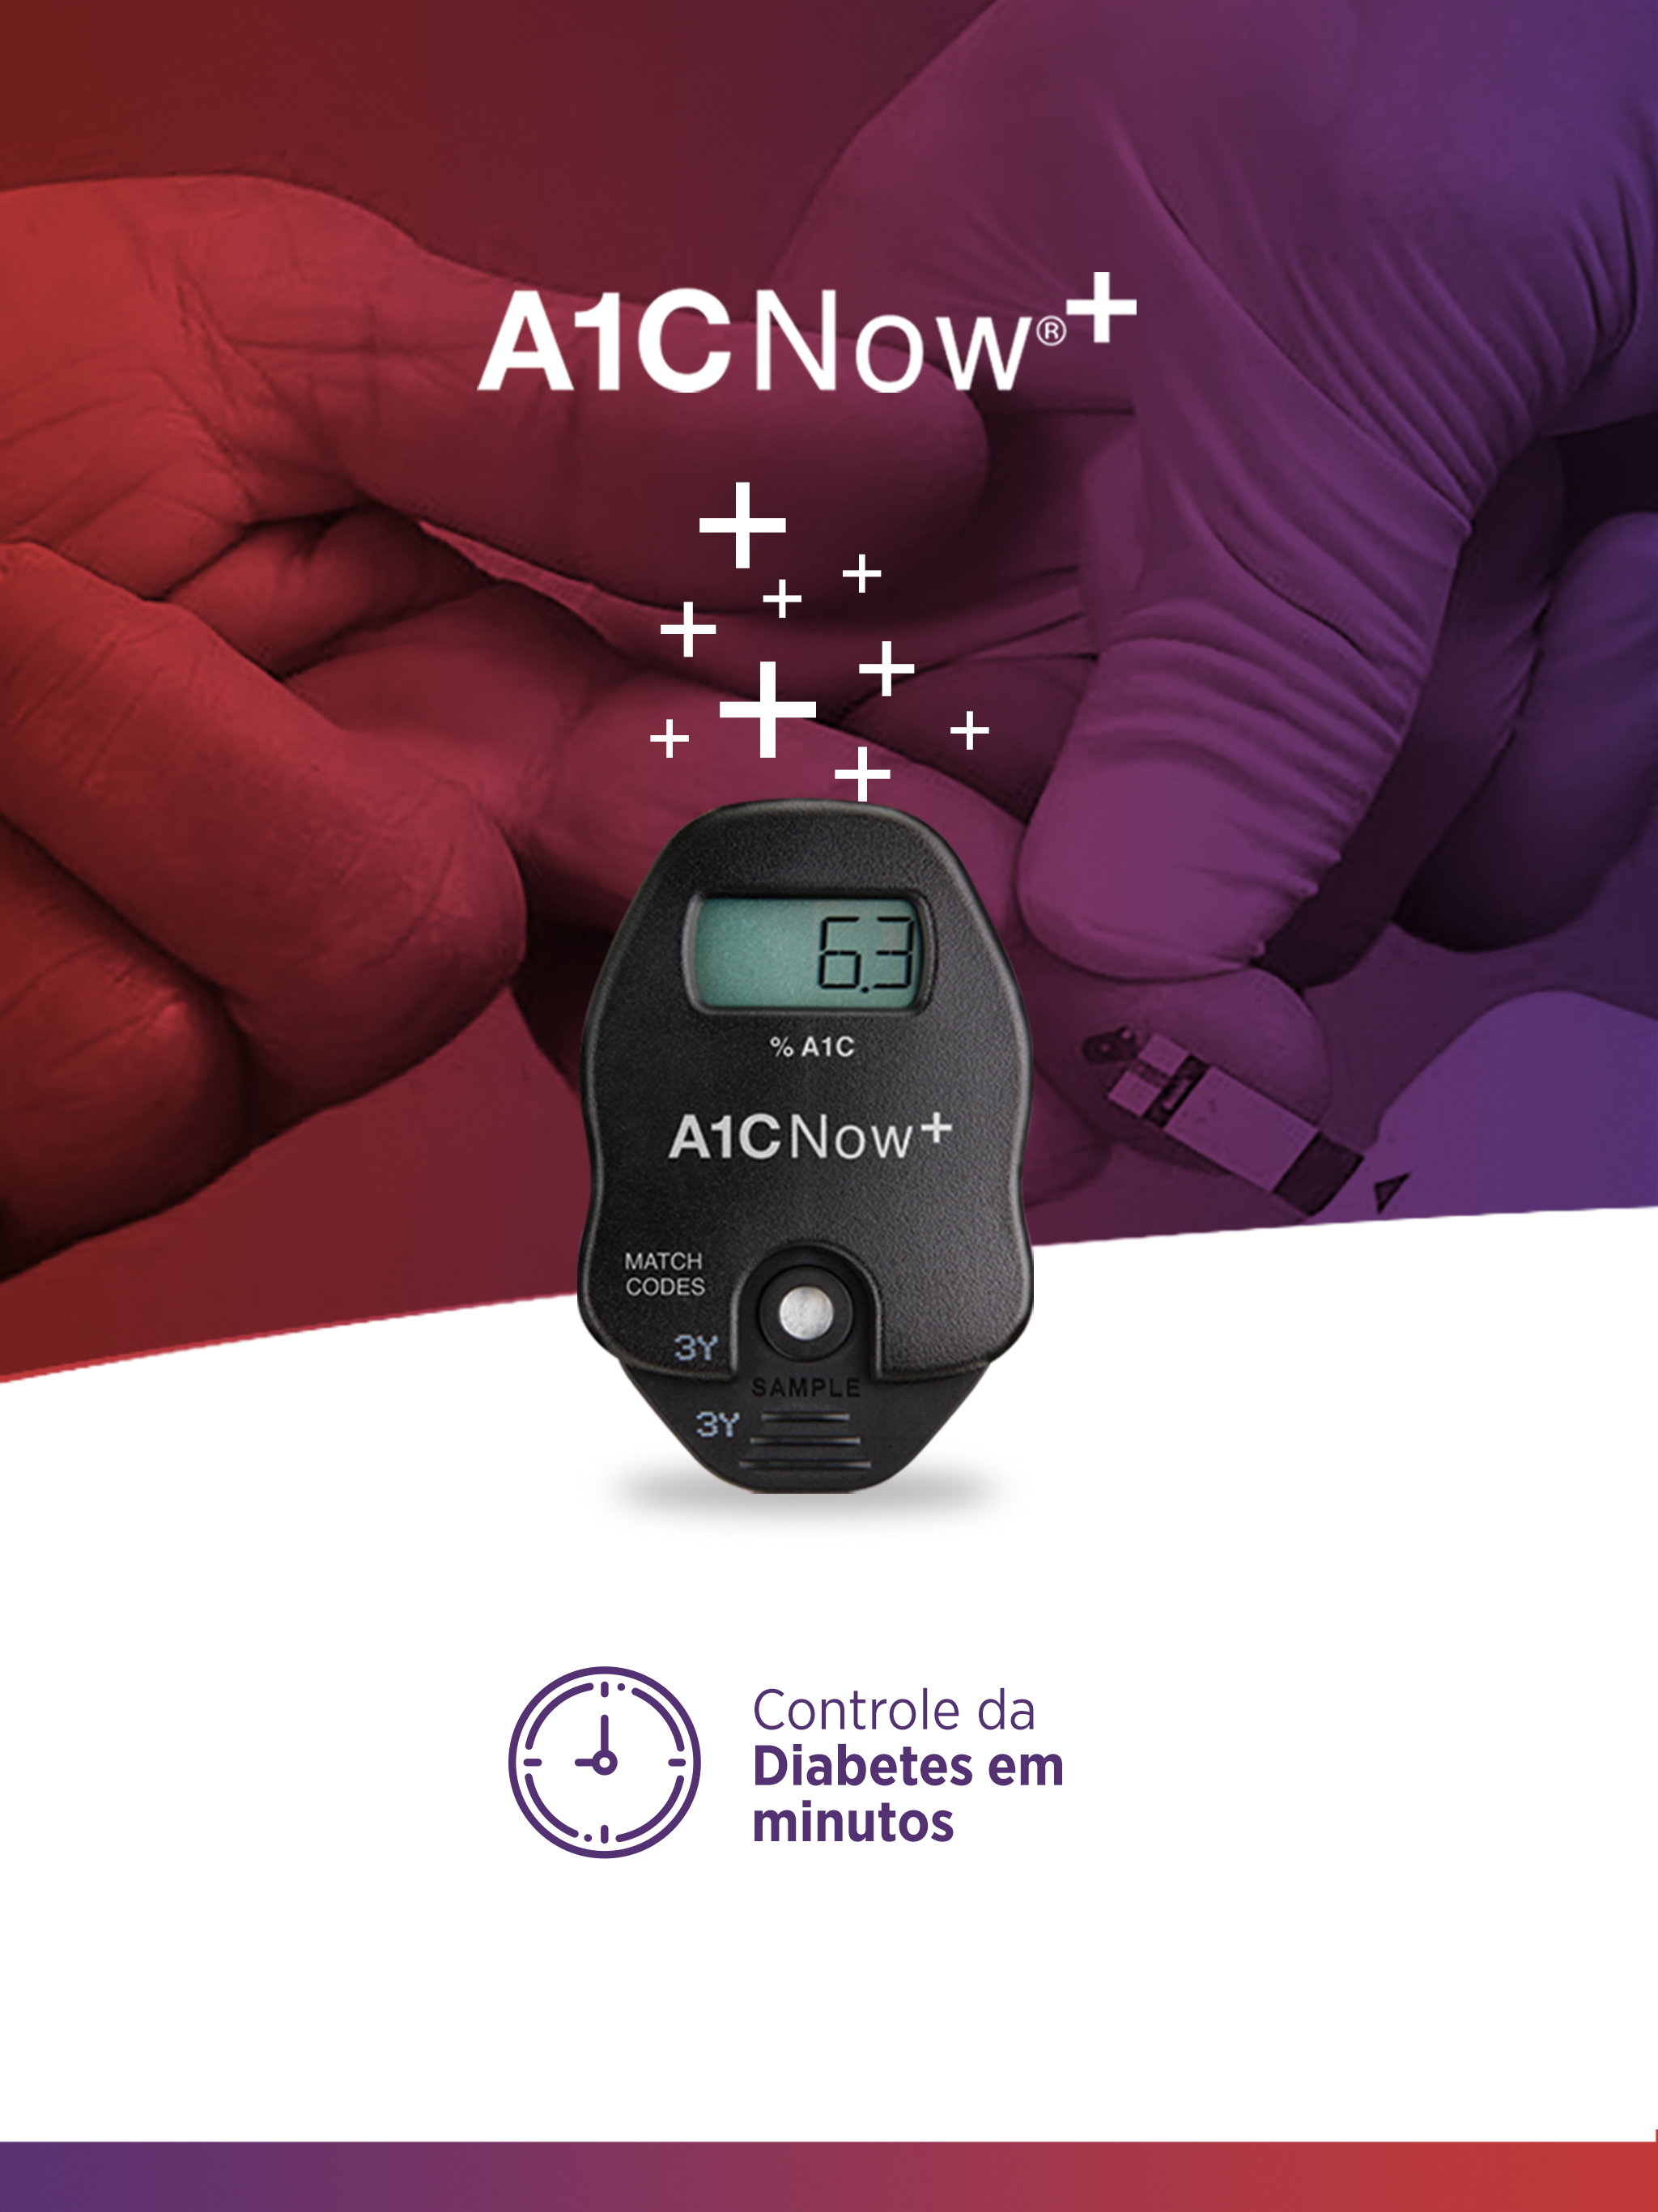 A1CNow®+
6.3
% A1C
A1CNow+
MATCH
CODES
3Y
SAMPLE
3Y
Controle da
Diabetes em
minutos